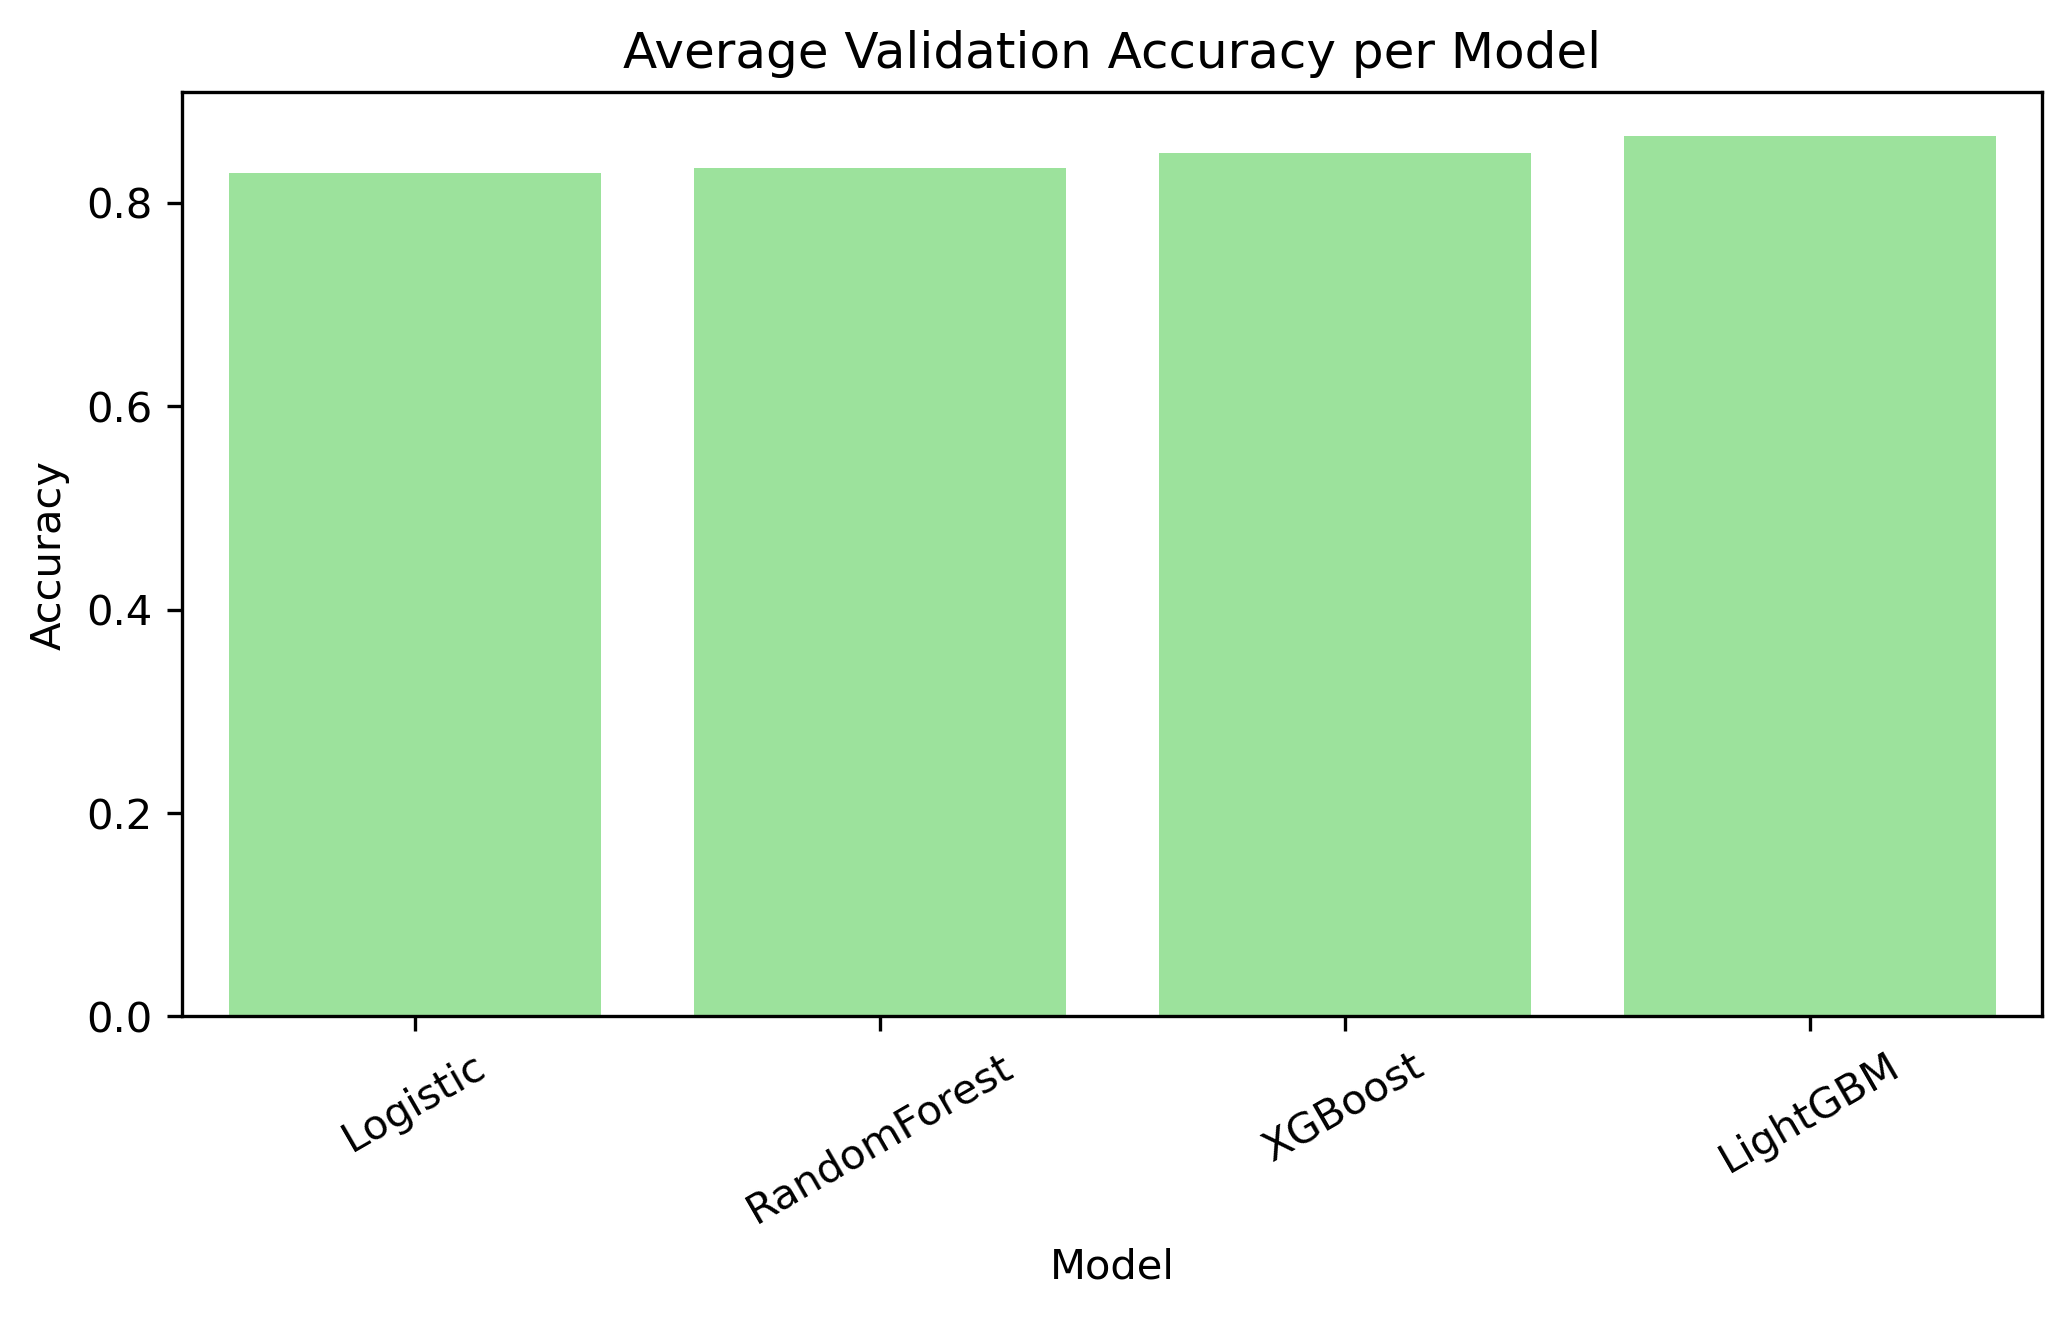 Average Validation Accuracy per Model
Accuracy
0.8
0.6
0.4
0.2
0.0
Logistic
RandomForest
XGBoost
LightGBM
Model